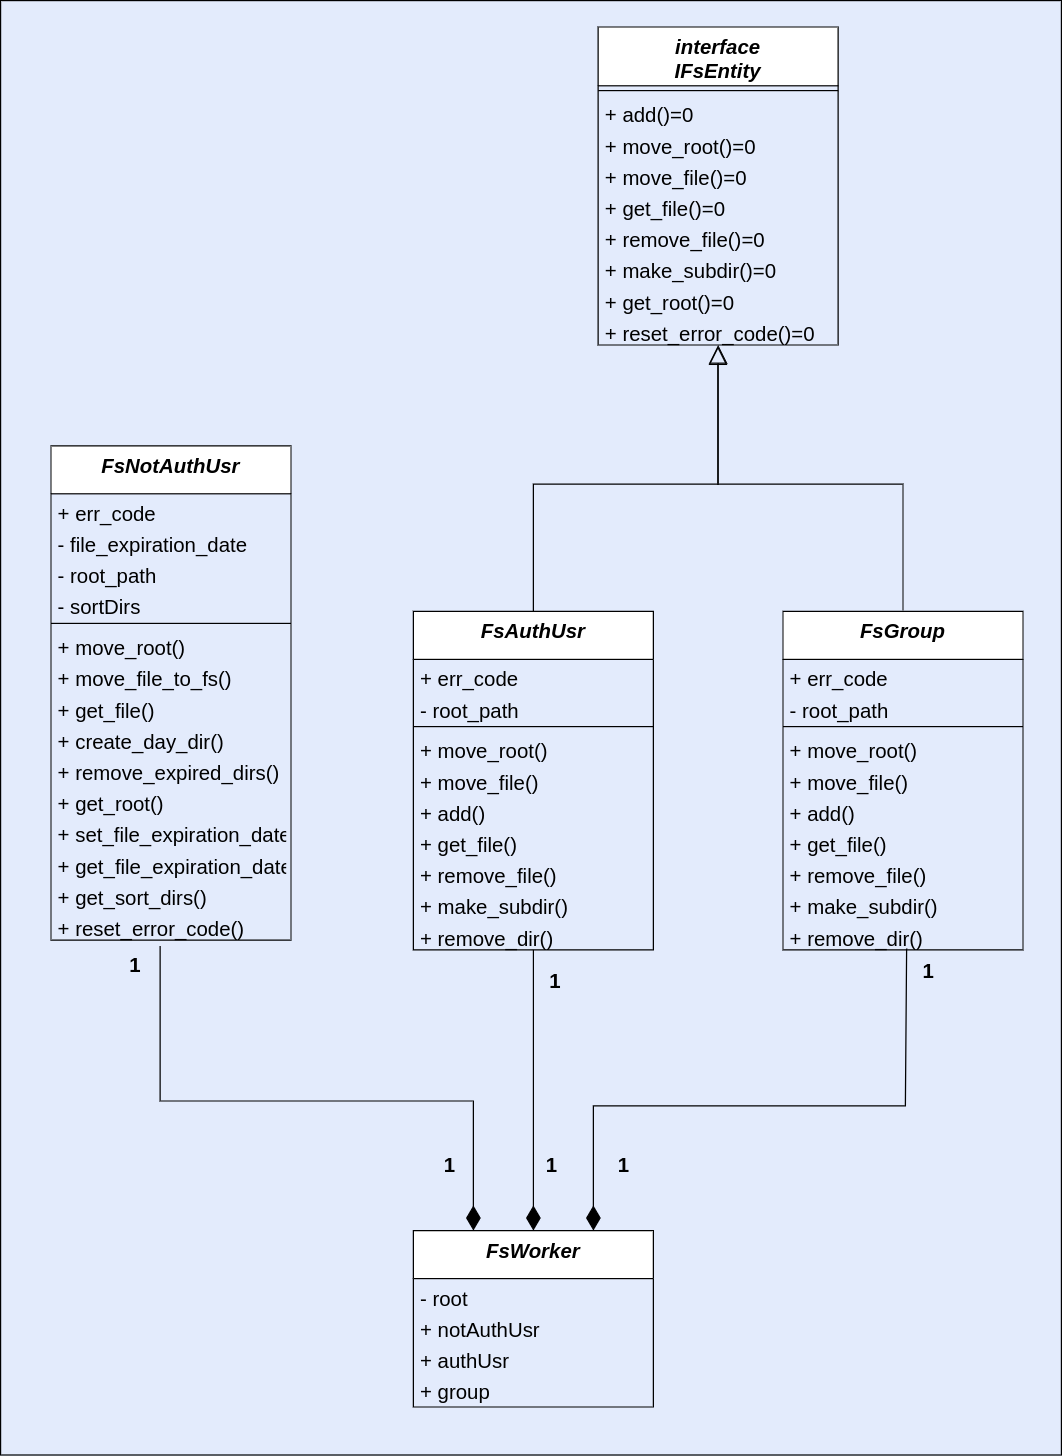 interface
IFsEntity
+ add()=0
+ move_root()=0
+ move_file()=0
+ get_file()=0
+ remove_file()=0
+ make_subdir()=0
+ get_root()=0
+ reset_error_code()=0
FsNotAuthUsr
+ err_code
- file_expiration_date
- root_path
- sortDirs
+ move_root()
+ move_file_to_fs()
+ get_file()
+ create_day_dir()
+ remove_expired_dirs()
+ get_root()
+ set_file_expiration_date
+ get_file_expiration_date
+ get_sort_dirs()
+ reset_error_code()
1
FsAuthUsr
+ err_code
- root_path
+ move_root()
+ move_file()
+ add()
+ get_file()
+ remove_file()
+ make_subdir()
+ remove_dir()
1
FsGroup
+ err_code
- root_path
+ move_root()
+ move_file()
+ add()
+ get_file()
+ remove_file()
+ make_subdir()
+ remove_dir()
1
1
1
1
FsWorker
- root
+ notAuthUsr
+ authUsr
+ group